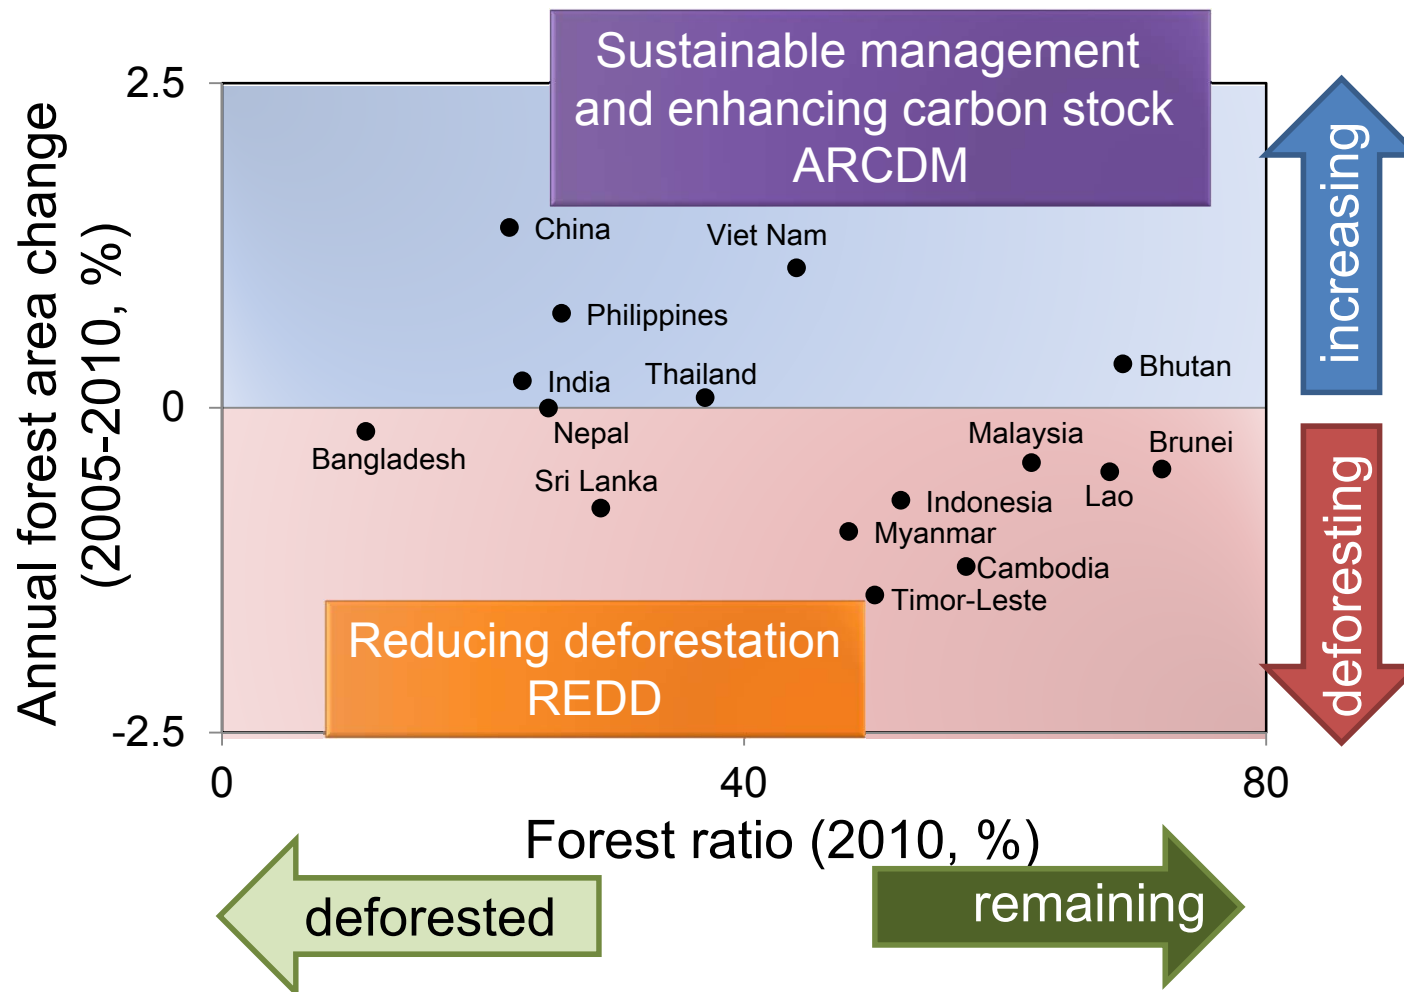 Sustainable management
and enhancing carbon stock
ARCDM
Annual forest area change
(2005-2010, %)
2.5
0
-2.5
China
Viet Nam
Philippines
India
Thailand
Bhutan
Nepal
Bangladesh
Sri Lanka
Malaysia
Brunei
Lao
Indonesia
Myanmar
Cambodia
Timor-Leste
Reducing deforestation
REDD
increasing
deforesting
0
40
80
Forest ratio (2010, %)
deforested
remaining